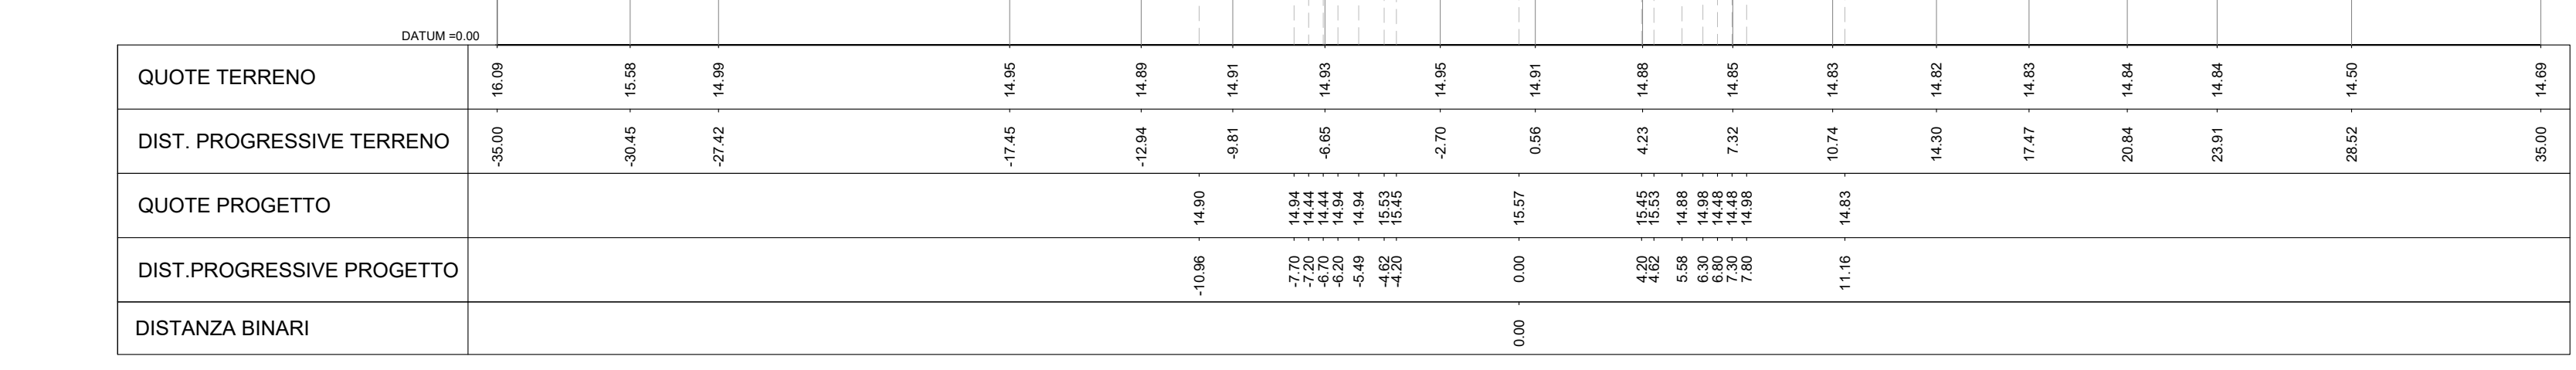 DATUM =0.00
QUOTE TERRENO 16.09 15.58 14.99 14.95 14.89 14.91 14.93 14.95 14.91 14.88 14.85 14.83 14.82 14.83 14.84 14.84 14.50 14.69
DIST. PROGRESSIVE TERRENO -35.00 -30.45 -27.42 -17.45 -12.94 -9.81 -6.65 -2.70 0.56 4.23 7.32 10.74 14.30 17.47 20.84 23.91 28.52 35.00
QUOTE PROGETTO 14.90 14.94 14.44 14.44 14.94 14.94 15.53 15.45 15.57 15.45 15.53 14.88 14.98 14.48 14.48 14.98 14.83
DIST.PROGRESSIVE PROGETTO -10.96 -7.70 -7.20 -6.70 -6.20 -5.49 -4.62 -4.20 0.00 4.20 4.62 5.58 6.30 6.80 7.30 7.80 11.16
DISTANZA BINARI 0.00